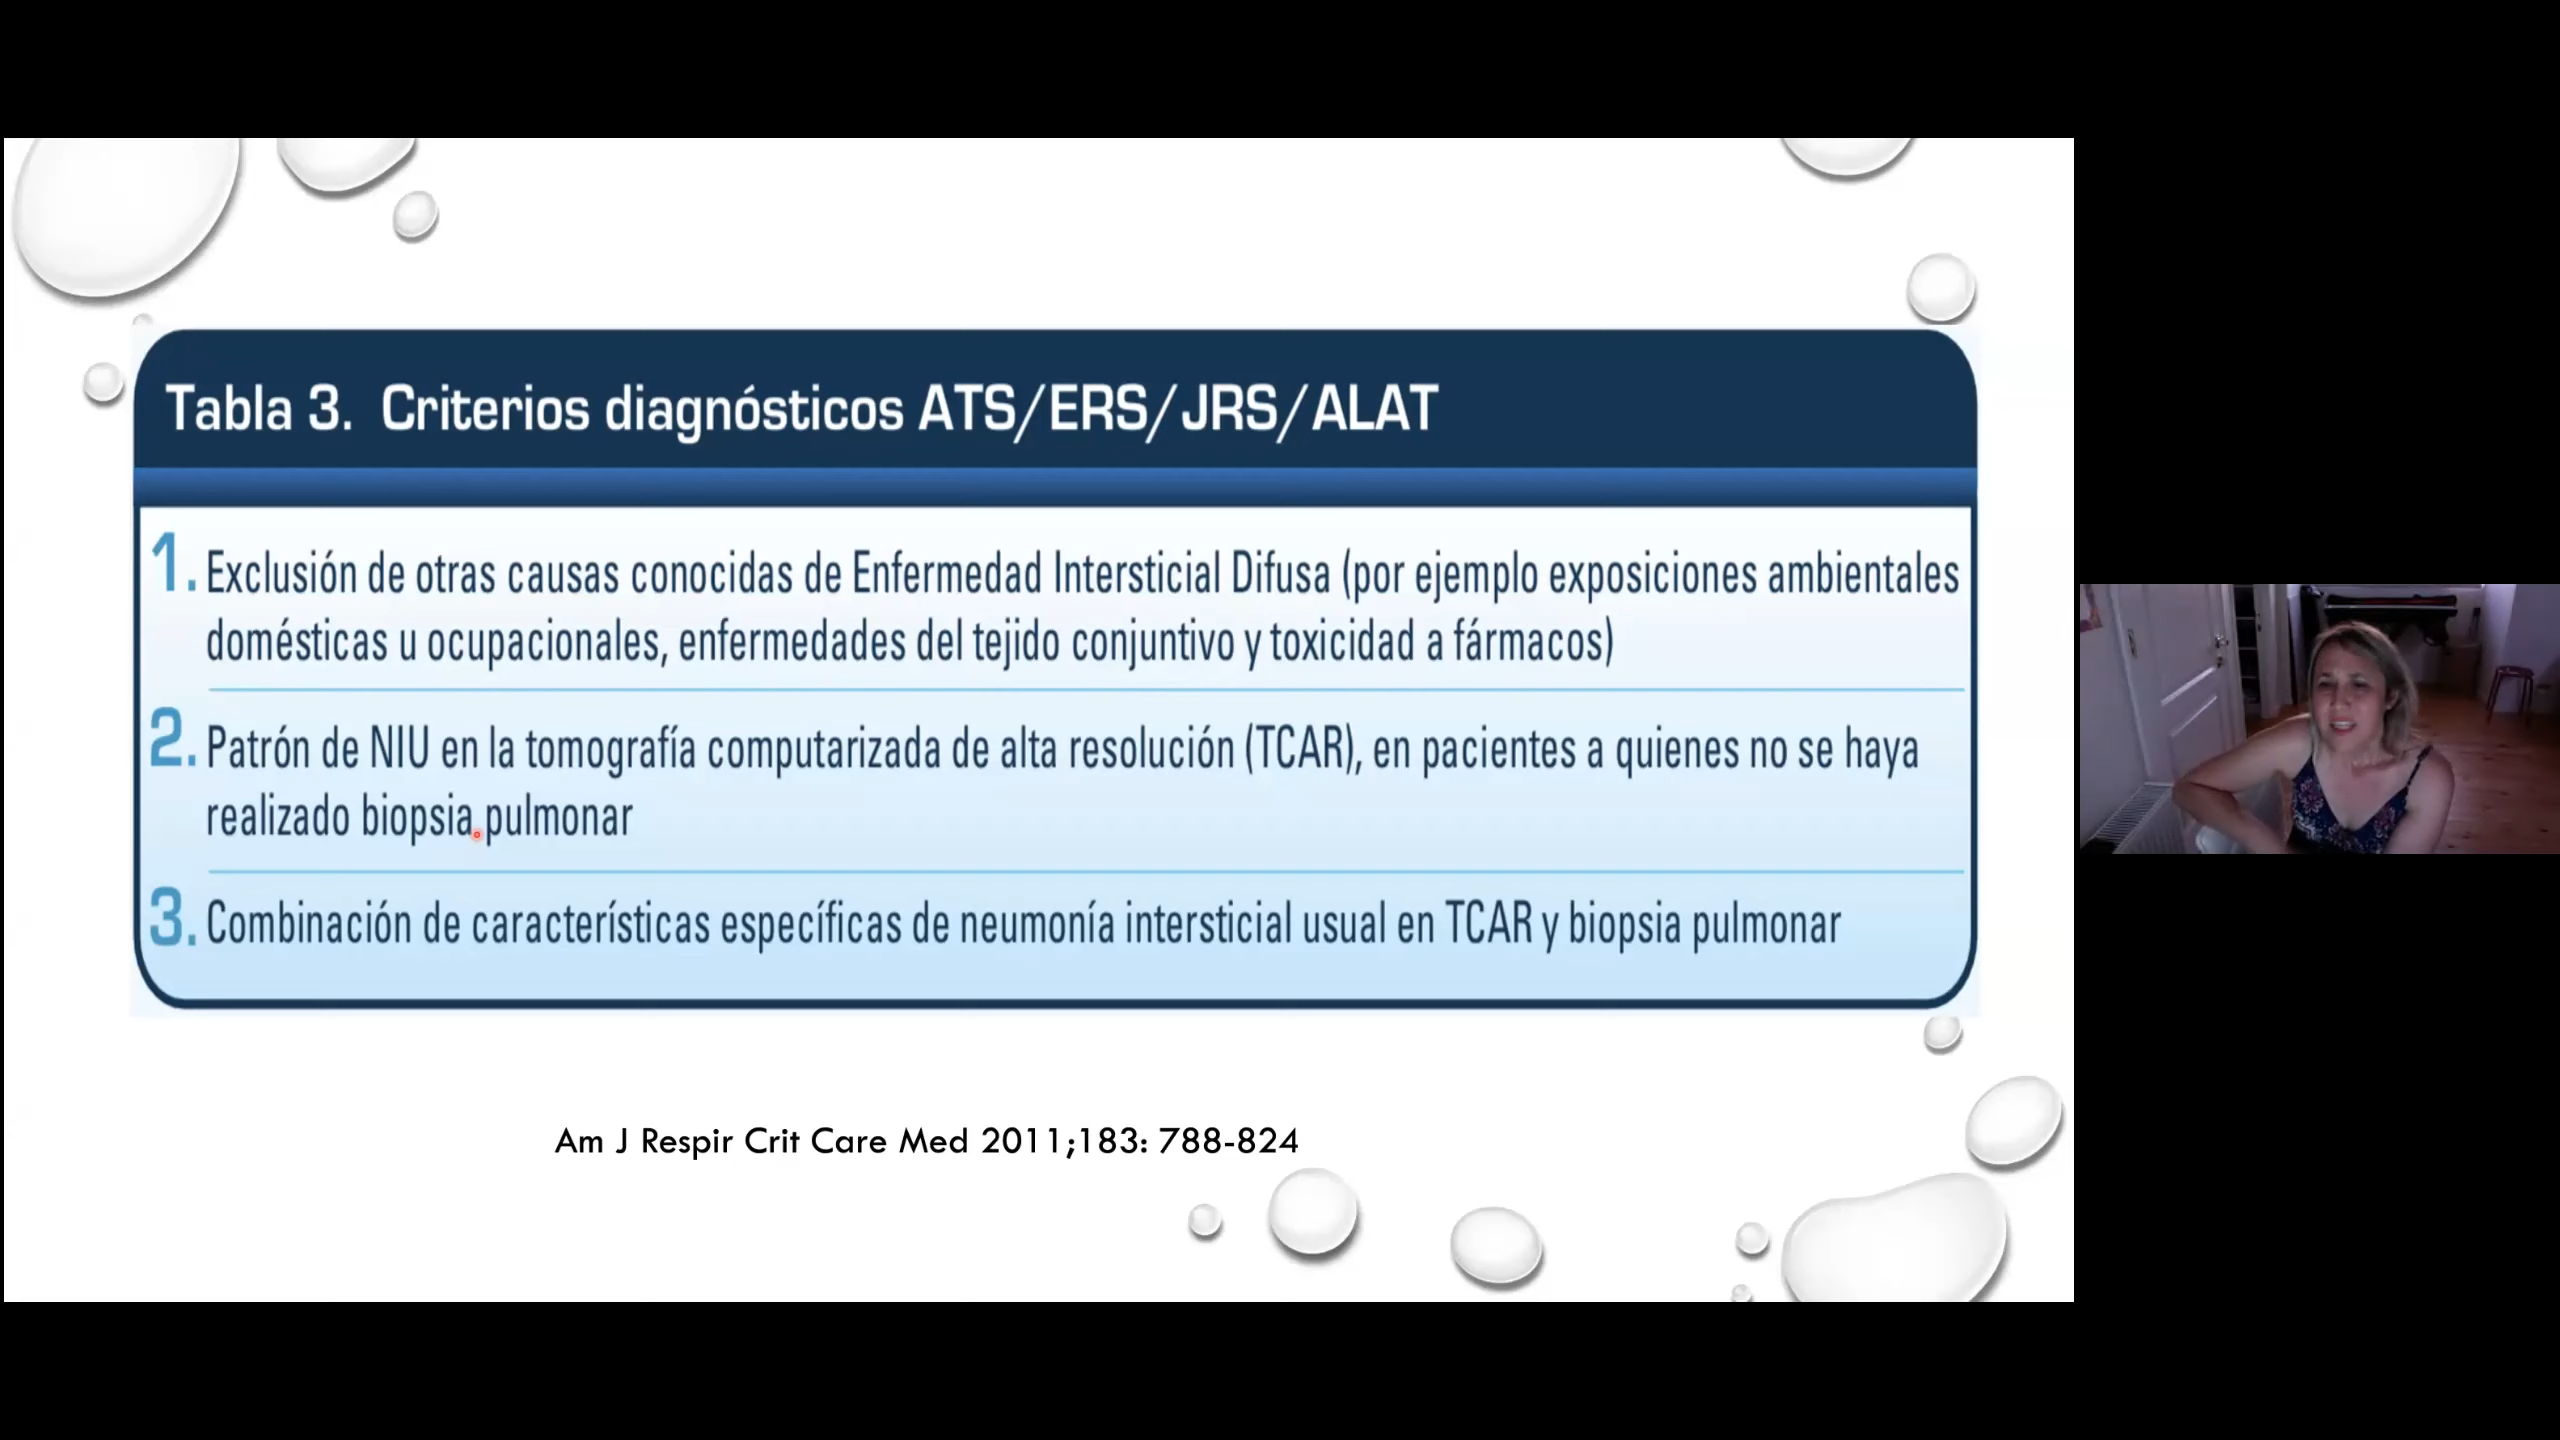 Tabla 3. Criterios diagnósticos ATS/ERS/JRS/ALAT
1. Exclusión de otras causas conocidas de Enfermedad Intersticial Difusa (por ejemplo exposiciones ambientales
domésticas u ocupacionales, enfermedades del tejido conjuntivo y toxicidad a fármacos)
2. Patrón de NIU en la tomografía computarizada de alta resolución (TCAR), en pacientes a quienes no se haya
realizado biopsia pulmonar
3. Combinación de características específicas de neumonía intersticial usual en TCAR y biopsia pulmonar
Am J Respir Crit Care Med 2011;183: 788-824